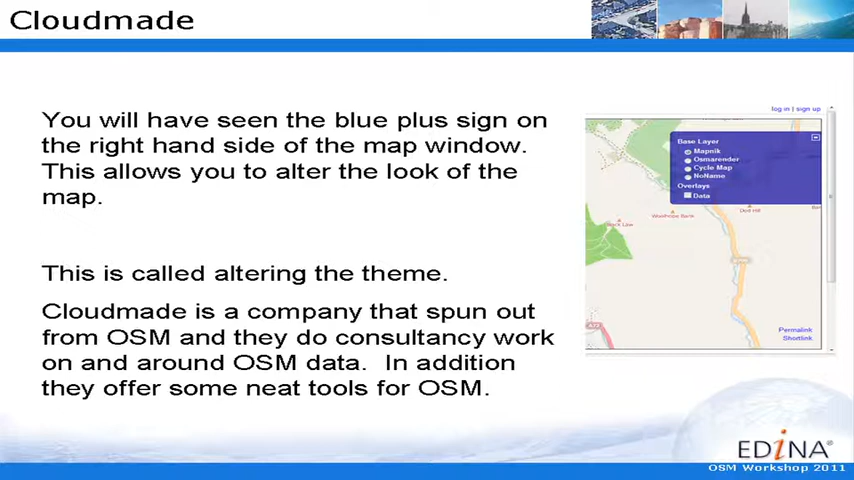 Cloudmade
You will have seen the blue plus sign on
the right hand side of the map window.
This allows you to alter the look of the
map.
This is called altering the theme.
Cloudmade is a company that spun out
from OSM and they do consultancy work
on and around OSM data. In addition
they offer some neat tools for OSM.
log in | sign up
Base Layer
Mapnik
Osmarender
Cycle Map
NoName
Overlays
Data
Permalink
Shortlink
EDINA
OSM Workshop 2011